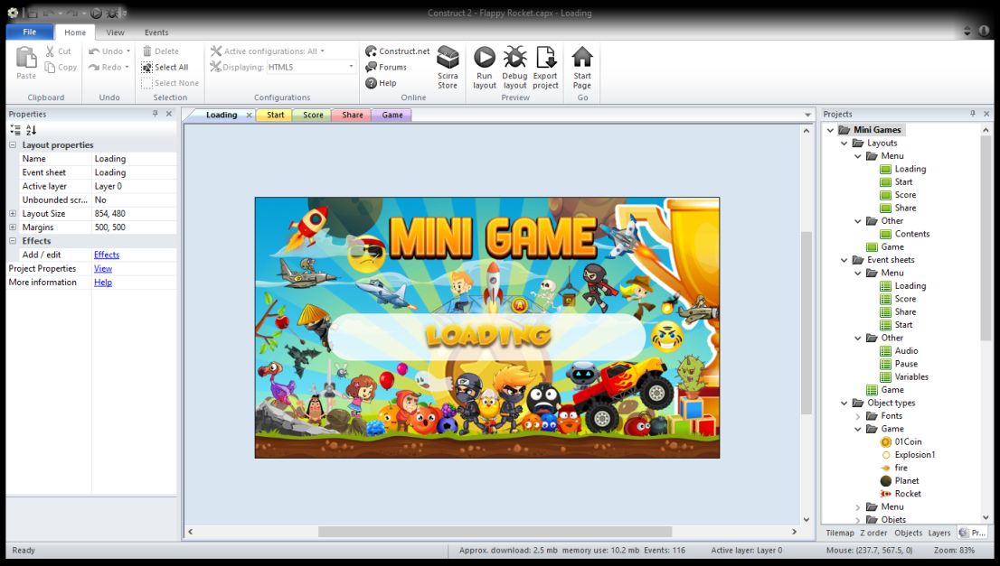 Construct 2 - Flappy Rocket.capx - Loading
File Home View Events
Paste Cut Copy Clipboard
Undo Redo Undo
Delete Select All Select None Selection
Active configurations: All Displaying: HTML5 Configurations
Construct.net Forums Help Scirra Store Online
Run layout Debug layout Export project Preview
Start Page Go
Properties
Layout properties
Name Loading
Event sheet Loading
Active layer Layer 0
Unbounded scr... No
Layout Size 854, 480
Margins 500, 500
Effects
Add / edit Effects
Project Properties View
More information Help
Loading Start Score Share Game
MINI GAME
LOADING
Projects
Mini Games
Layouts
Menu
Loading
Start
Score
Share
Other
Contents
Game
Event sheets
Menu
Loading
Score
Share
Start
Other
Audio
Pause
Variables
Game
Object types
Fonts
Game
01Coin
Explosion1
fire
Planet
Rocket
Menu
Objets
Tilemap Z order Objects Layers Pr...
Ready Approx. download: 2.5 mb memory use: 10.2 mb Events: 116 Active layer: Layer 0 Mouse: (237.7, 567.5, 0) Zoom: 83%